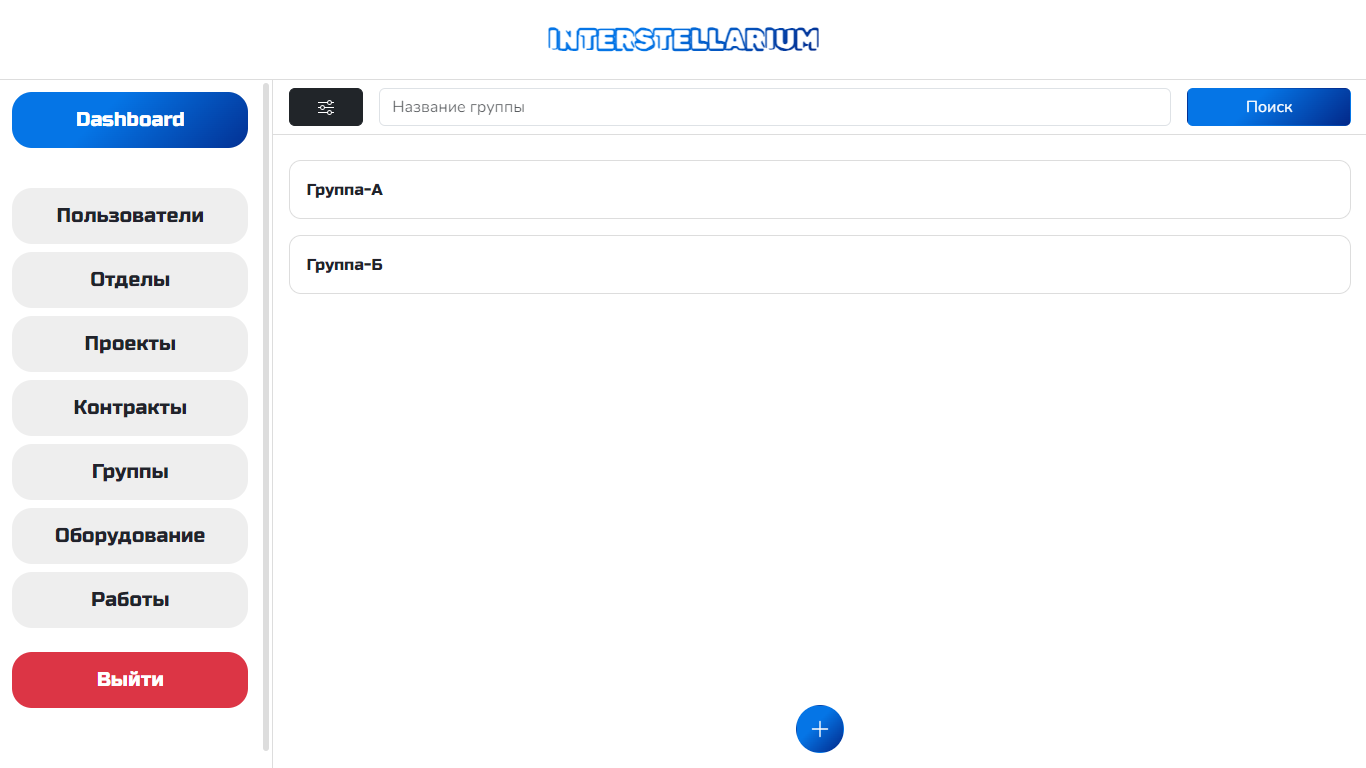 INTERSTELLARIUM
Dashboard
Пользователи
Отделы
Проекты
Контракты
Группы
Оборудование
Работы
Выйти
Название группы
Поиск
Группа-А
Группа-Б